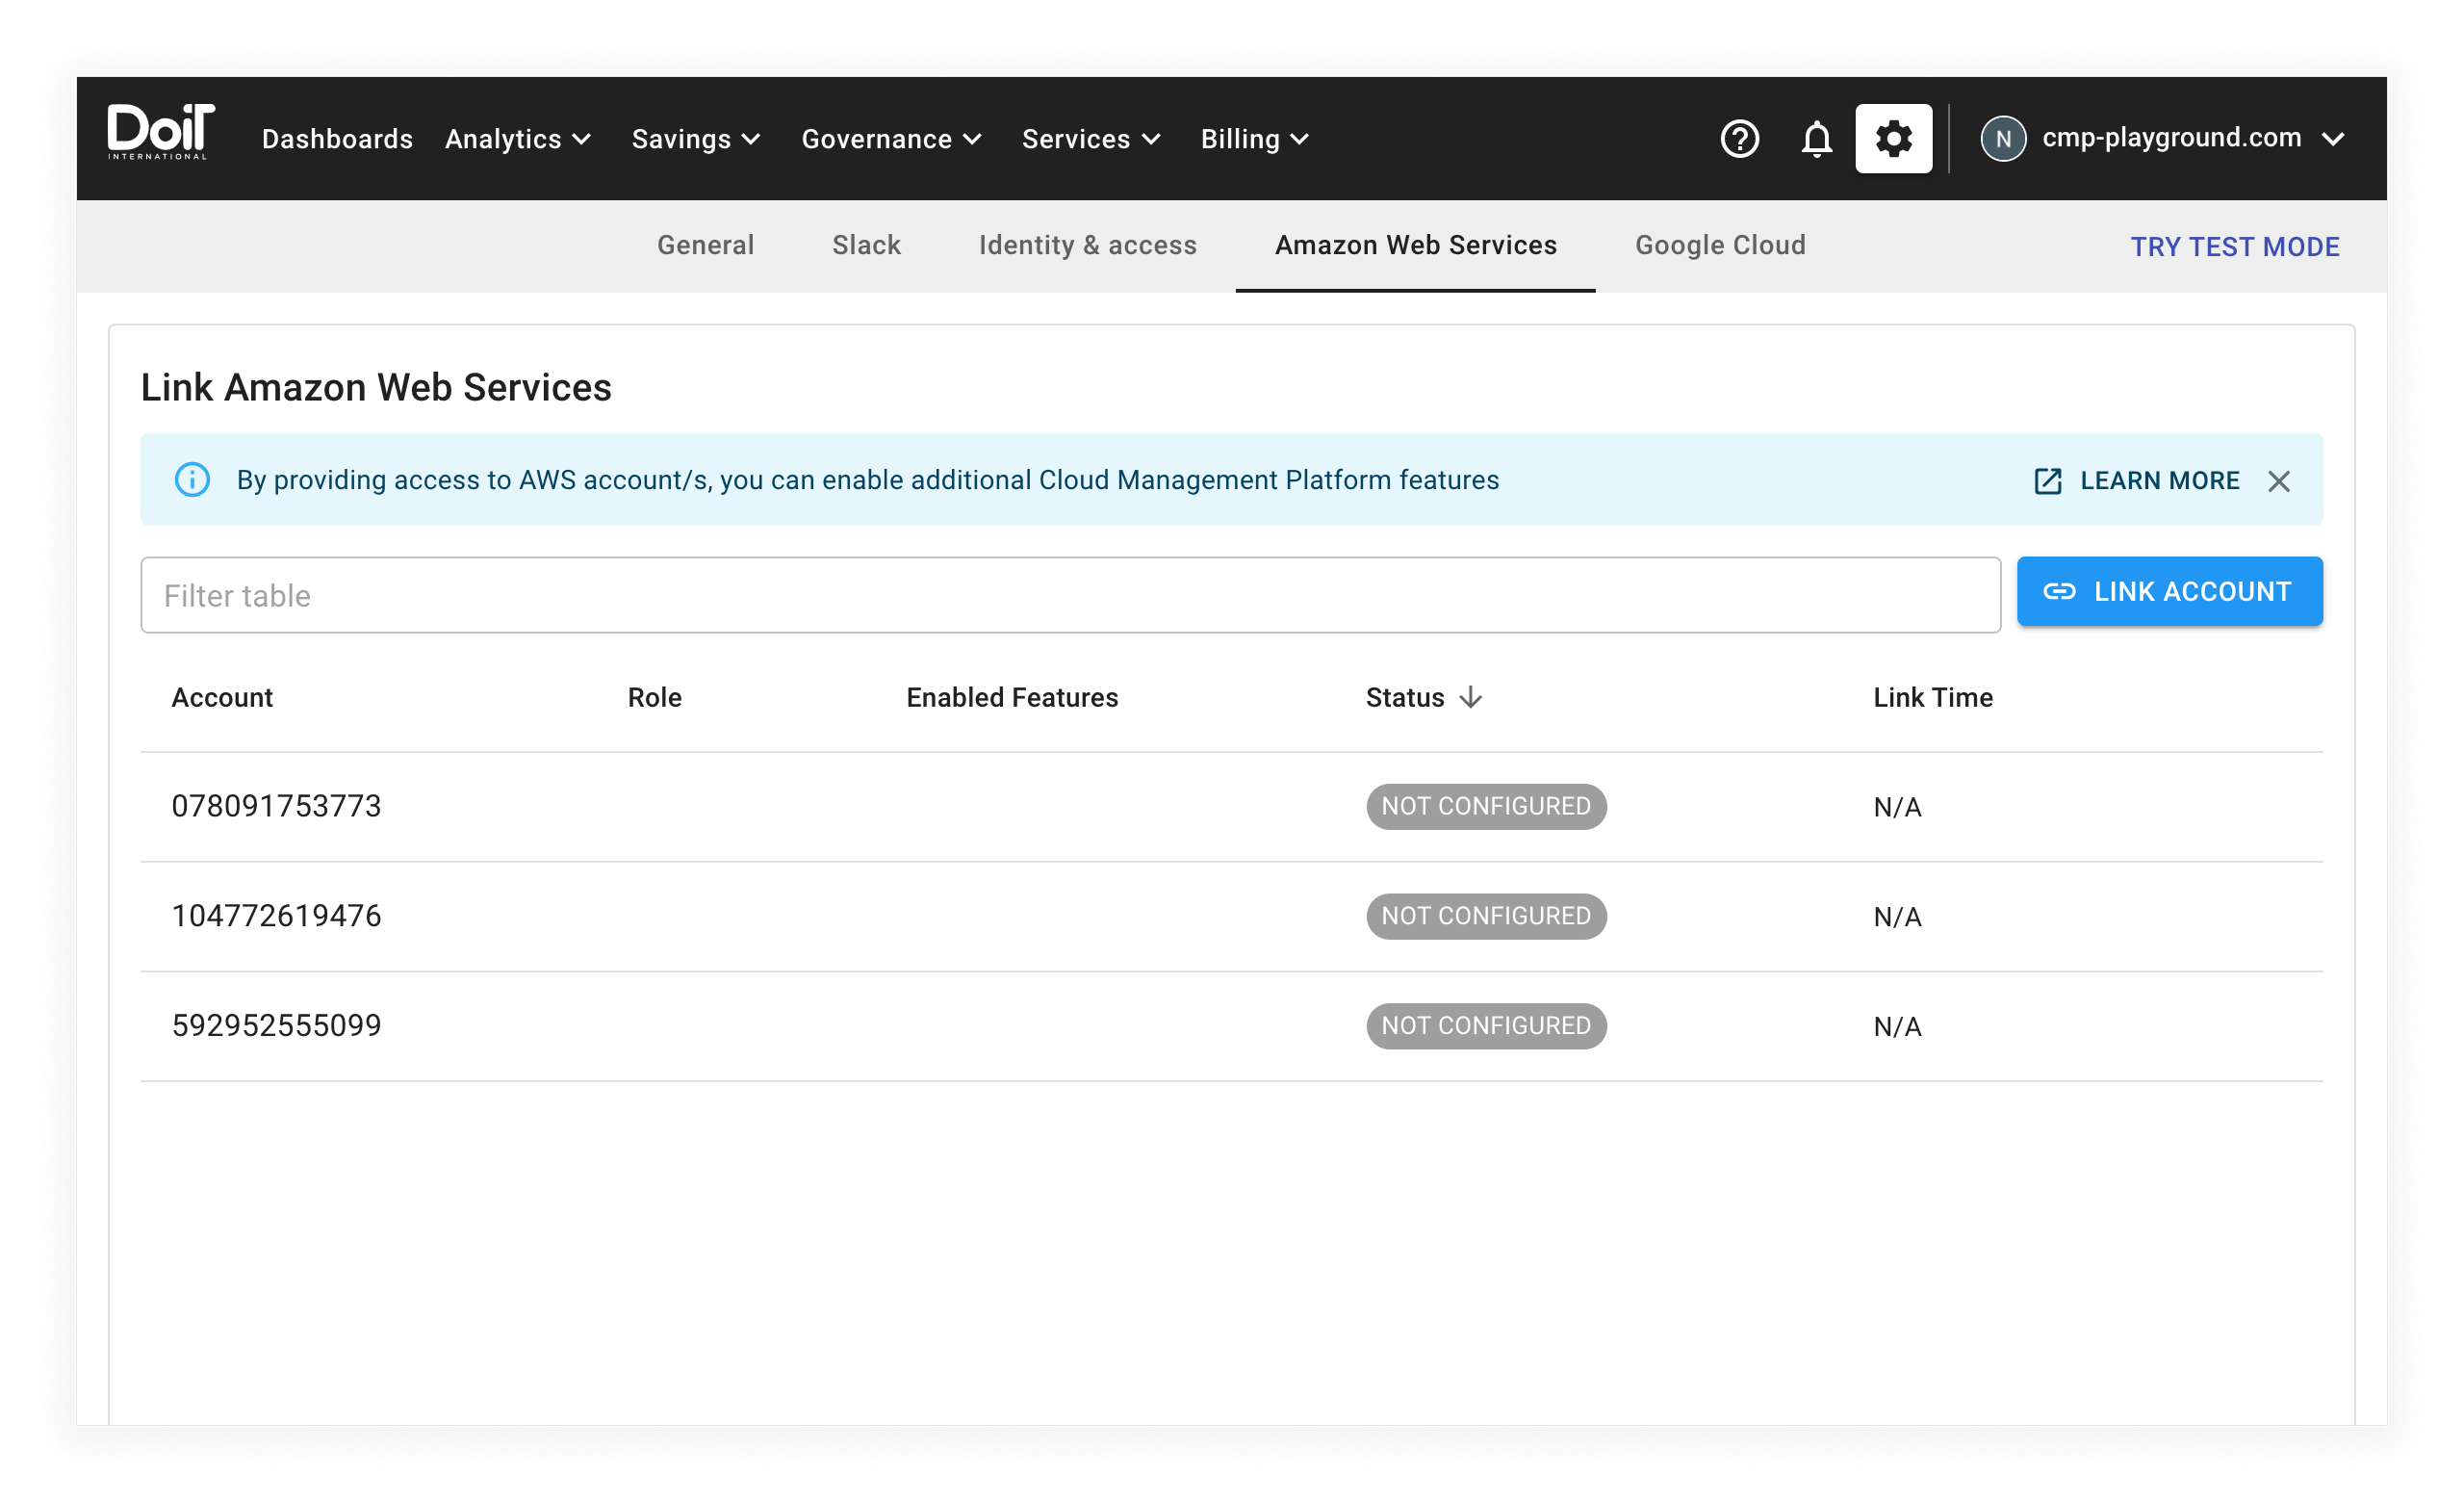 DoiT
INTERNATIONAL
Dashboards Analytics Savings Governance Services Billing
N cmp-playground.com
General Slack Identity & access Amazon Web Services Google Cloud TRY TEST MODE
Link Amazon Web Services
By providing access to AWS account/s, you can enable additional Cloud Management Platform features LEARN MORE
Filter table LINK ACCOUNT
Account Role Enabled Features Status Link Time
078091753773 NOT CONFIGURED N/A
104772619476 NOT CONFIGURED N/A
592952555099 NOT CONFIGURED N/A